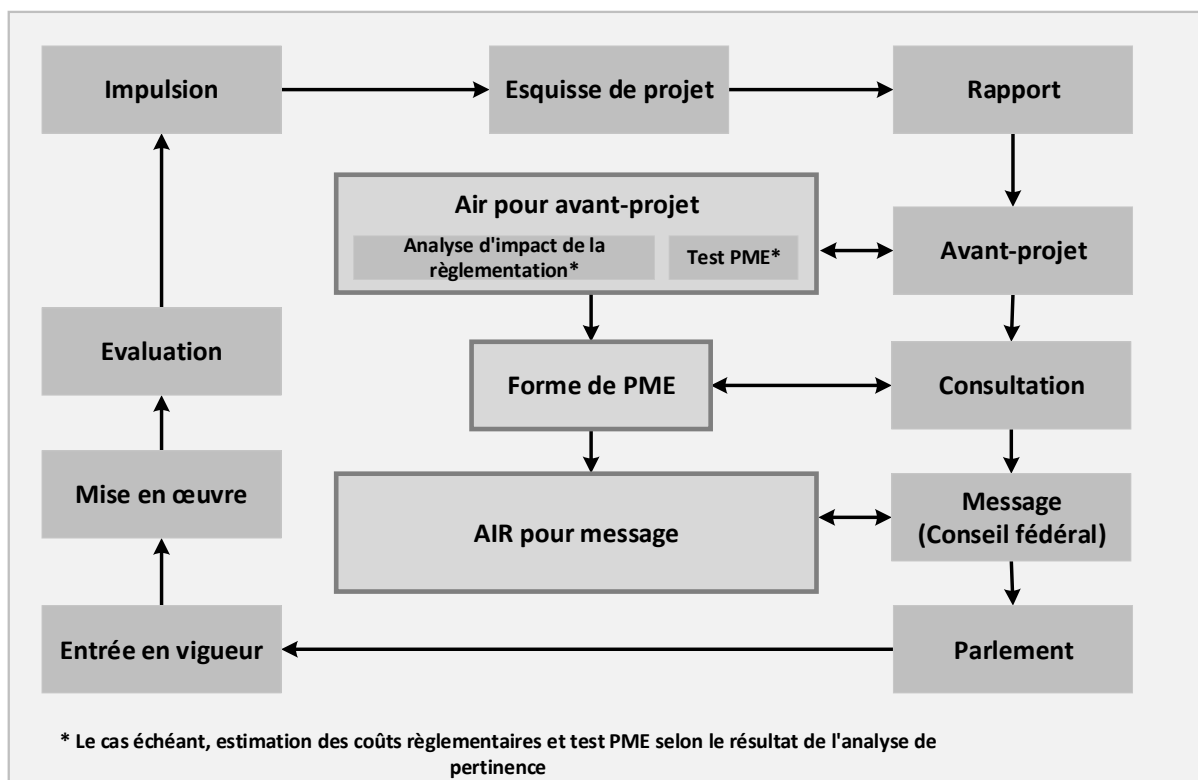 Impulsion
Esquisse de projet
Rapport
Air pour avant-projet
Analyse d'impact de la
règlementation*
Test PME*
Avant-projet
Evaluation
Forme de PME
Consultation
Mise en œuvre
AIR pour message
Message
(Conseil fédéral)
Entrée en vigueur
Parlement
* Le cas échéant, estimation des coûts règlementaires et test PME selon le résultat de l'analyse de
pertinence